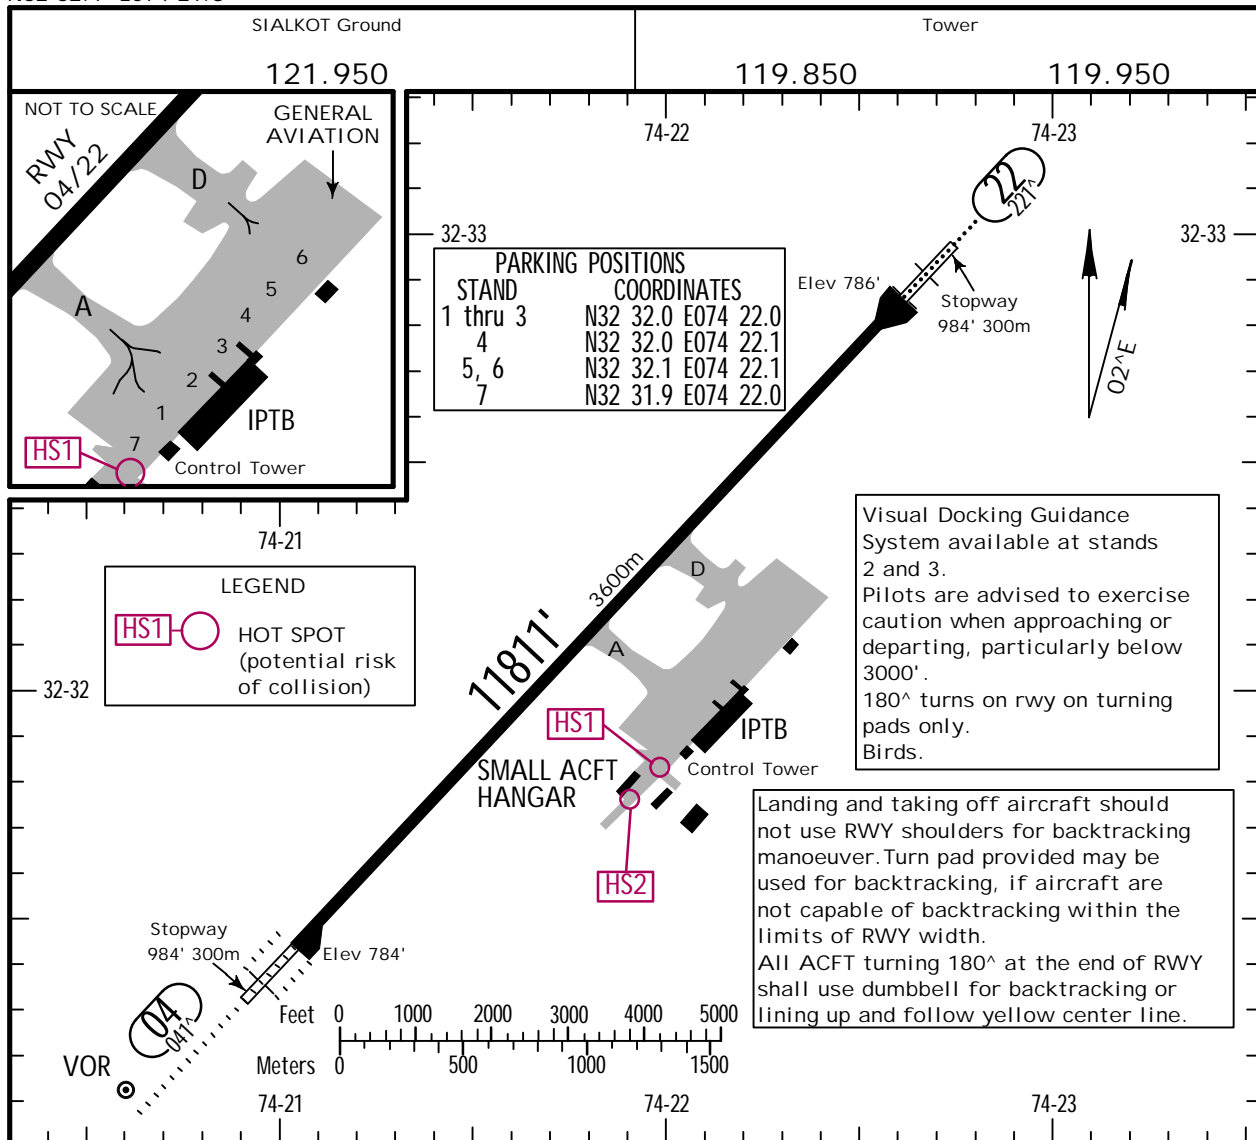 SIALKOT Ground
Tower
121.950
119.850
119.950
NOT TO SCALE
GENERAL
AVIATION
RWY
04/22
D
A
6
5
4
3
2
1
7
IPTB
HS1
Control Tower
74-22
74-23
32-33
32-33
22
221^
PARKING POSITIONS
STAND COORDINATES
1 thru 3 N32 32.0 E074 22.0
4 N32 32.0 E074 22.1
5, 6 N32 32.1 E074 22.1
7 N32 31.9 E074 22.0
Elev 786'
Stopway
984' 300m
02^E
74-21
LEGEND
HS1
HOT SPOT
(potential risk
of collision)
32-32
3600m
11811'
D
A
HS1
IPTB
Control Tower
SMALL ACFT
HANGAR
HS2
Visual Docking Guidance
System available at stands
2 and 3.
Pilots are advised to exercise
caution when approaching or
departing, particularly below
3000'.
180^ turns on rwy on turning
pads only.
Birds.
Landing and taking off aircraft should
not use RWY shoulders for backtracking
manoeuver. Turn pad provided may be
used for backtracking, if aircraft are
not capable of backtracking within the
limits of RWY width.
All ACFT turning 180^ at the end of RWY
shall use dumbbell for backtracking or
lining up and follow yellow center line.
Stopway
984' 300m
Elev 784'
04
041^
VOR
Feet 0 1000 2000 3000 4000 5000
Meters 0 500 1000 1500
74-21
74-22
74-23